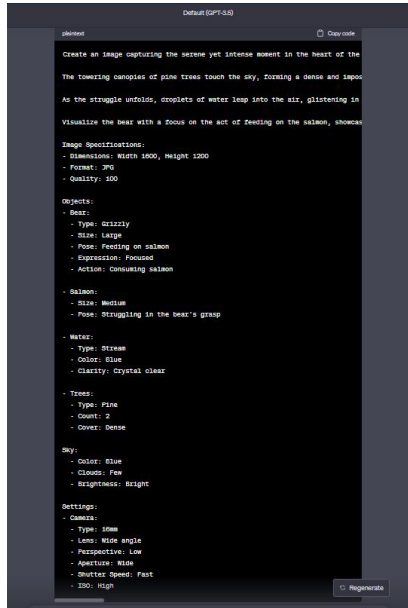 Default (GPT-3.5)
plaintext
Copy code
Create an image capturing the serene yet intense moment in the heart of the
The towering canopies of pine trees touch the sky, forming a dense and impos
As the struggle unfolds, droplets of water leap into the air, glistening in
Visualize the bear with a focus on the act of feeding on the salmon, showcas
Image Specifications:
- Dimensions: Width 1600, Height 1200
- Format: JPG
- Quality: 100
Objects:
- Bear:
- Type: Grizzly
- Size: Large
- Pose: Feeding on salmon
- Expression: Focused
- Action: Consuming salmon
- Salmon:
- Size: Medium
- Pose: Struggling in the bear's grasp
- Water:
- Type: Stream
- Color: Blue
- Clarity: Crystal clear
- Trees:
- Type: Pine
- Count: 2
- Cover: Dense
Sky:
- Color: Blue
- Clouds: Few
- Brightness: Bright
Settings:
- Camera:
- Type: 16mm
- Lens: Wide angle
- Perspective: Low
- Aperture: Wide
- Shutter Speed: Fast
- ISO: High
Regenerate